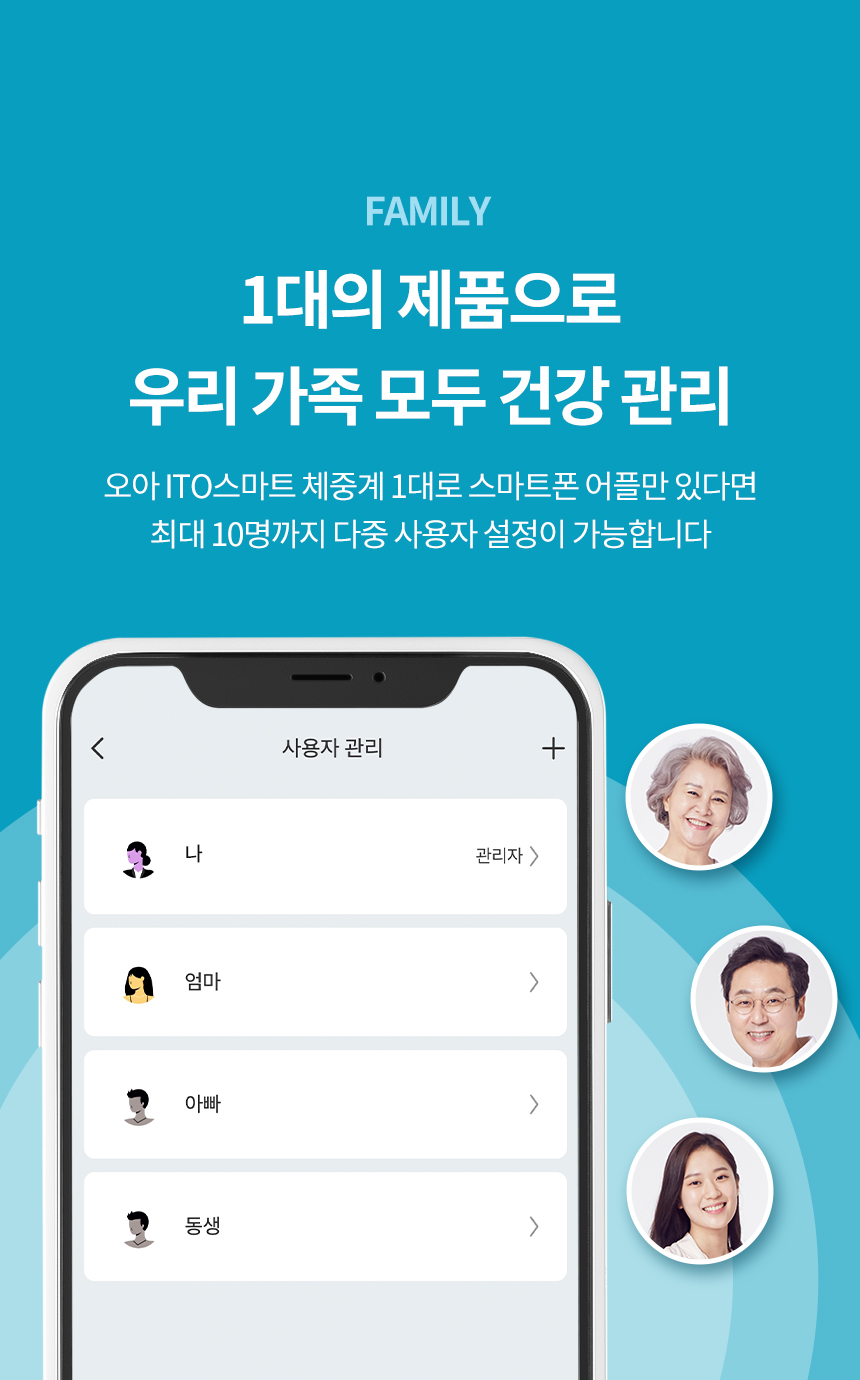 FAMILY
1대의 제품으로
우리 가족 모두 건강 관리
오아 ITO스마트 체중계 1대로 스마트폰 어플만 있다면
최대 10명까지 다중 사용자 설정이 가능합니다
사용자 관리
나
관리자
엄마
아빠
동생